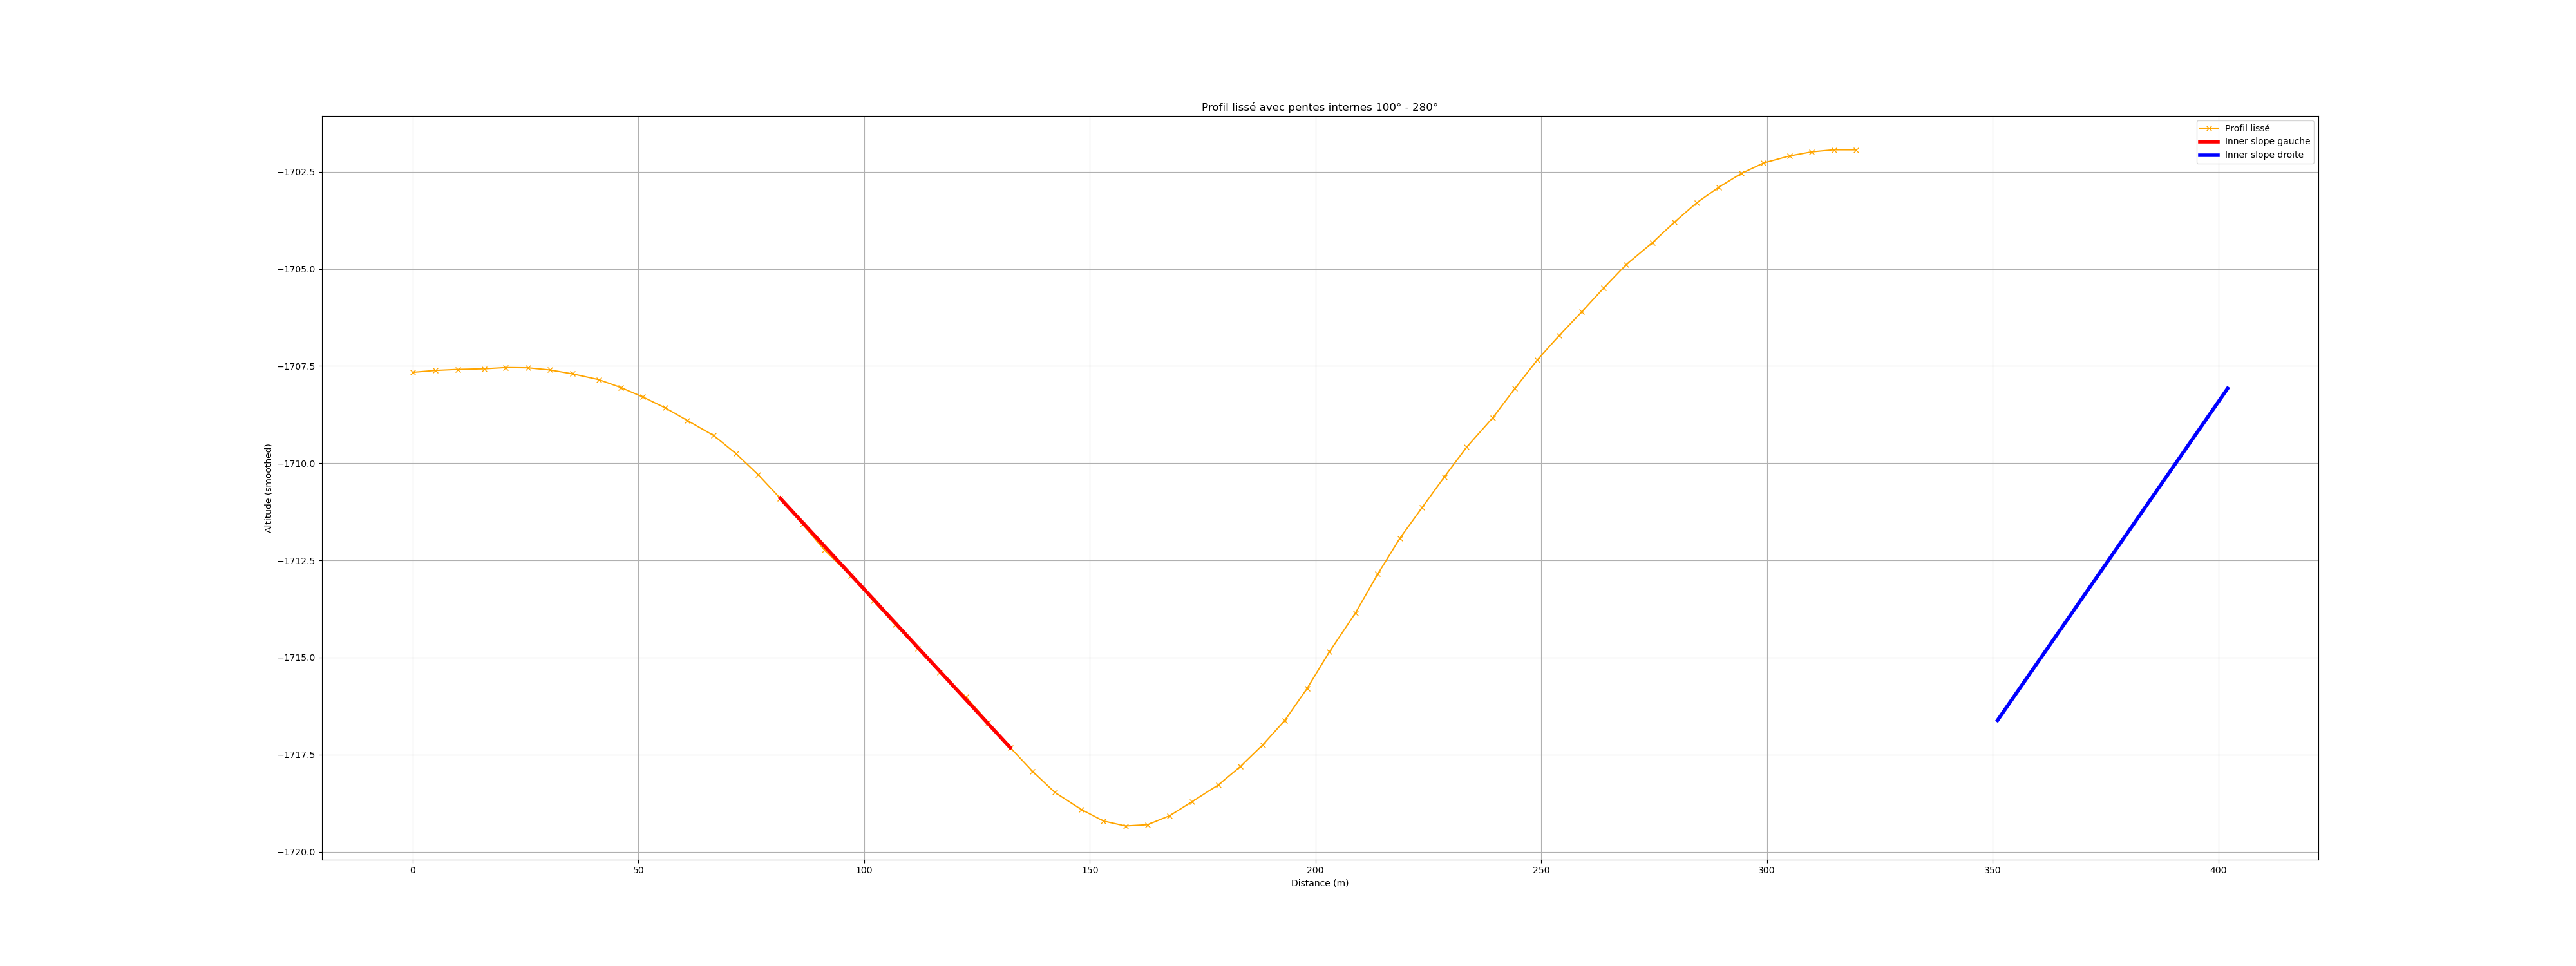 Profil lissé avec pentes internes 100° - 280°
Profil lissé
Inner slope gauche
Inner slope droite
Altitude (smoothed)
−1702.5
−1705.0
−1707.5
−1710.0
−1712.5
−1715.0
−1717.5
−1720.0
0 50 100 150 200 250 300 350 400
Distance (m)